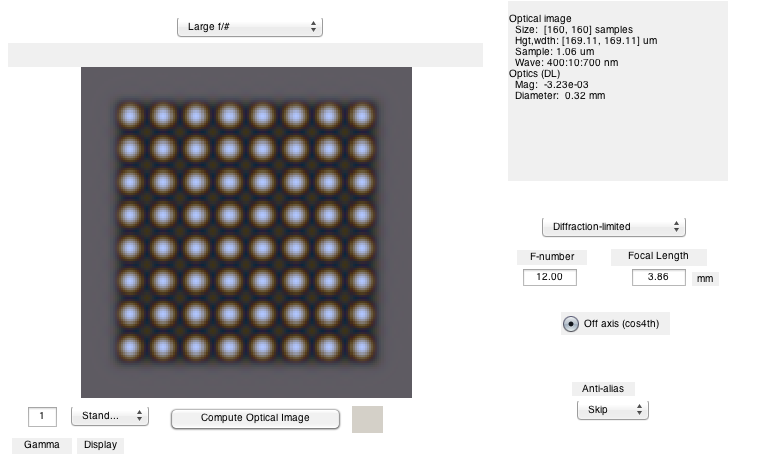 Large f/#
Optical image
Size: [160, 160] samples
Hgt,wdth: [169.11, 169.11] um
Sample: 1.06 um
Wave: 400:10:700 nm
Optics (DL)
Mag: -3.23e-03
Diameter: 0.32 mm
Diffraction-limited
F-number
Focal Length
12.00
3.86
mm
Off axis (cos4th)
Anti-alias
Skip
1
Stand...
Compute Optical Image
Gamma
Display